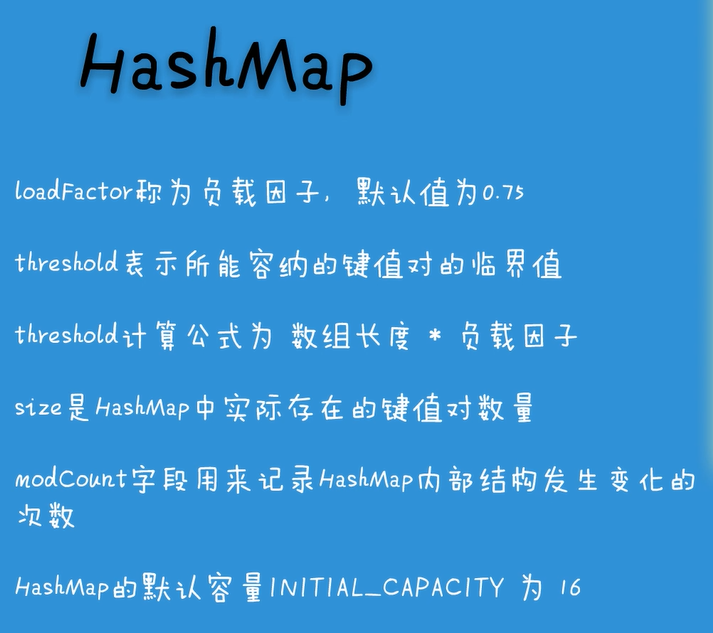 HashMap
loadFactor称为负载因子，默认值为0.75
threshold表示所能容纳的键值对的临界值
threshold计算公式为 数组长度 * 负载因子
size是HashMap中实际存在的键值对数量
modCount字段用来记录HashMap内部结构发生变化的
次数
HashMap的默认容量INITIAL_CAPACITY 为 16